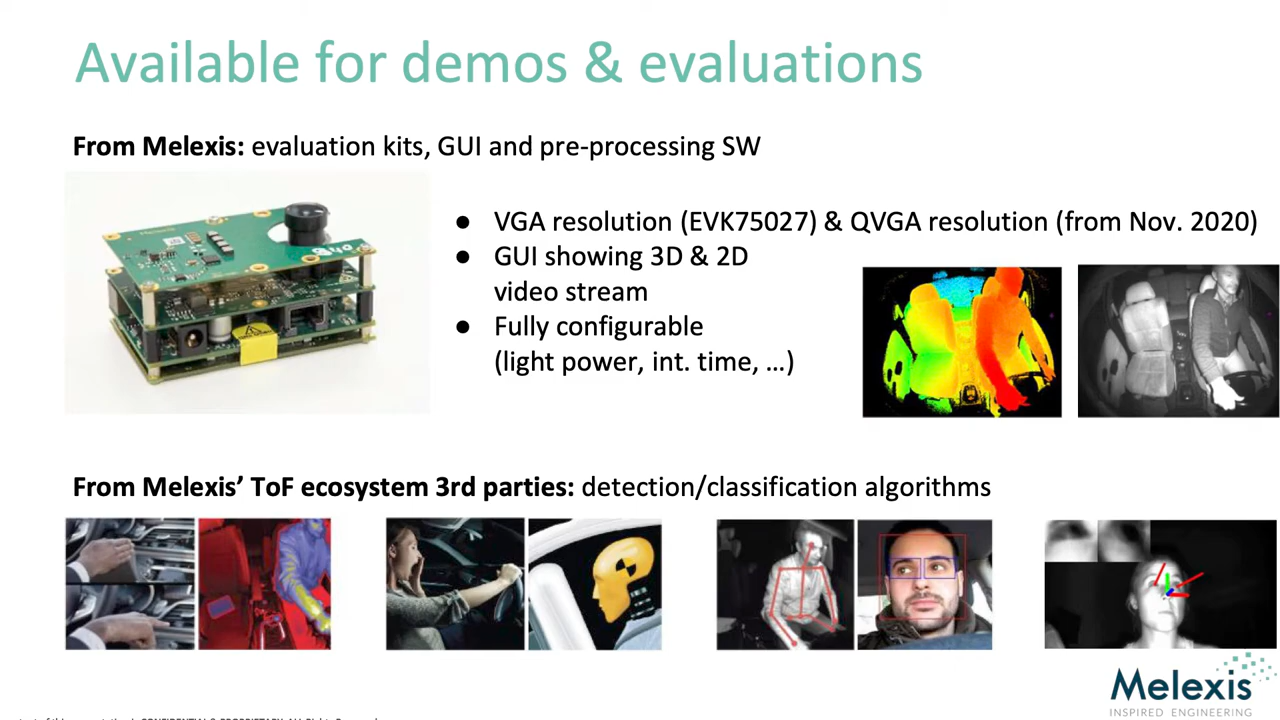 Available for demos & evaluations
From Melexis: evaluation kits, GUI and pre-processing SW
● VGA resolution (EVK75027) & QVGA resolution (from Nov. 2020)
● GUI showing 3D & 2D
video stream
● Fully configurable
(light power, int. time, …)
From Melexis’ ToF ecosystem 3rd parties: detection/classification algorithms
Melexis
INSPIRED ENGINEERING